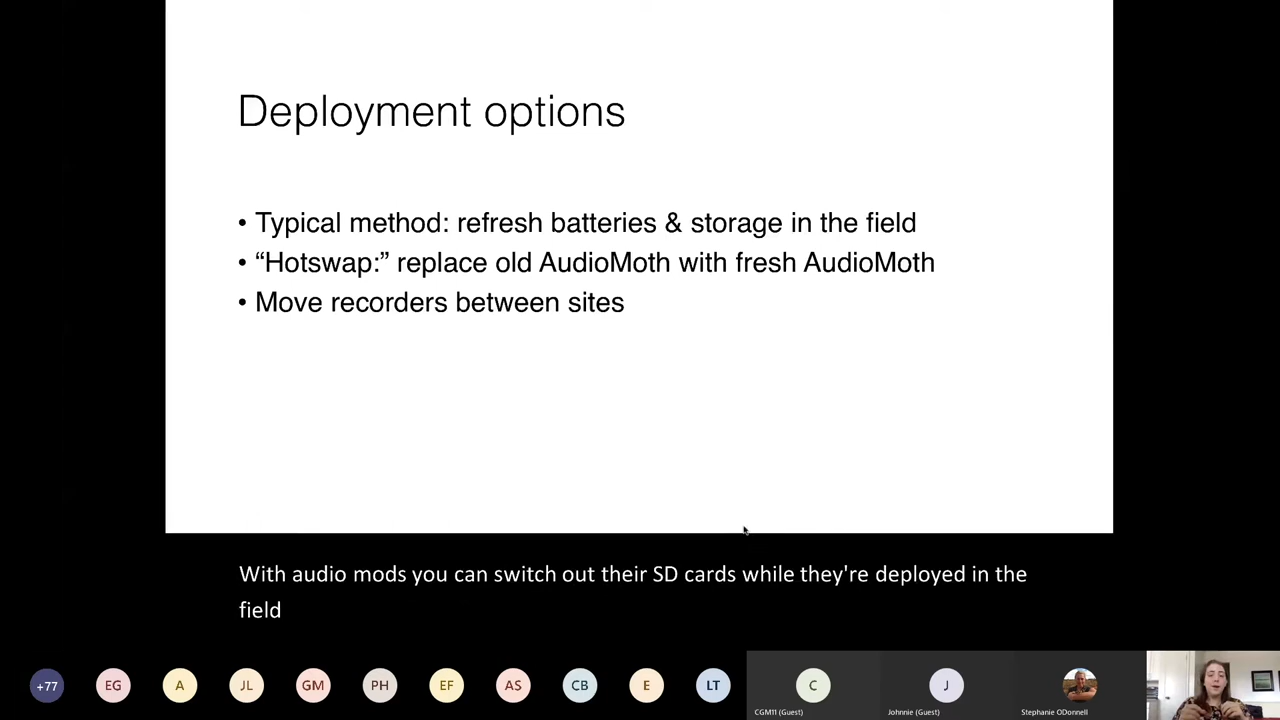 Deployment options
• Typical method: refresh batteries & storage in the field
• “Hotswap:” replace old AudioMoth with fresh AudioMoth
• Move recorders between sites
With audio mods you can switch out their SD cards while they're deployed in the
field
+77 EG A JL GM PH EF AS CB E LT C J
CGM11 (Guest) Johnnie (Guest) Stephanie ODonnell